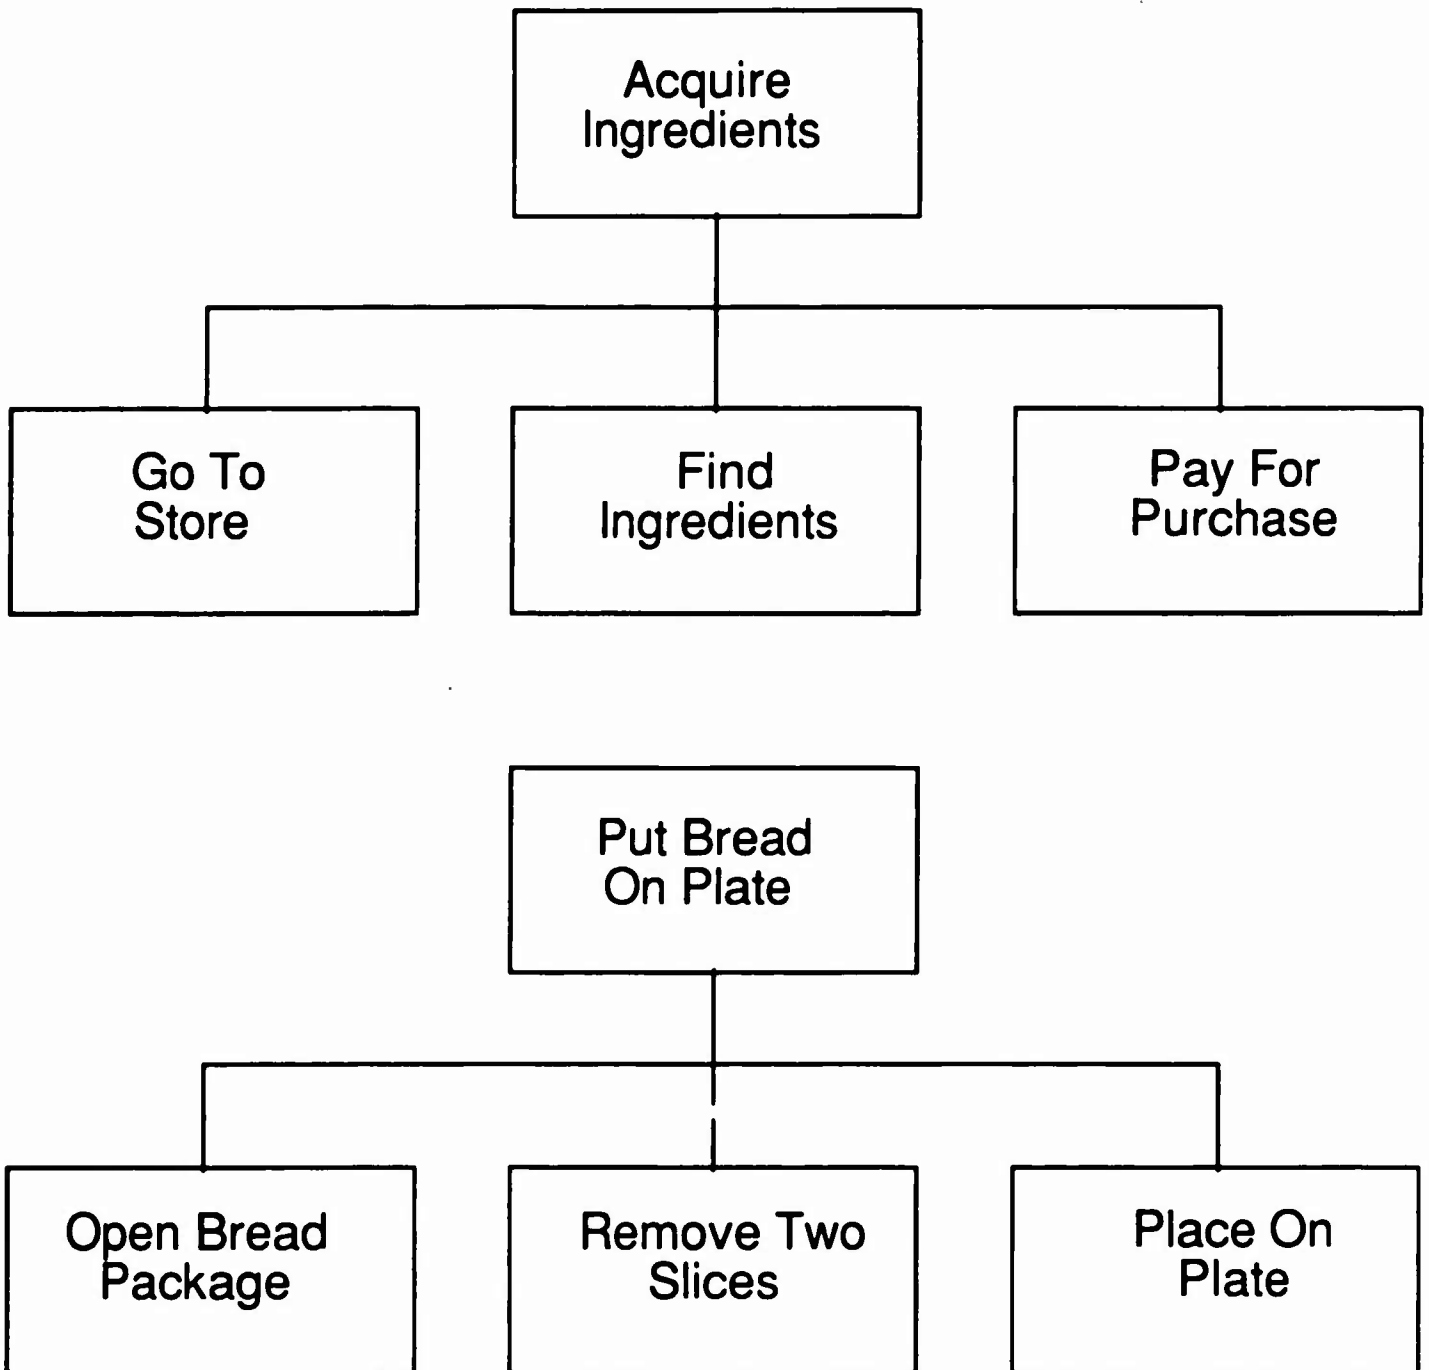 Acquire
Ingredients
Go To
Store
Find
Ingredients
Pay For
Purchase
Put Bread
On Plate
Open Bread
Package
Remove Two
Slices
Place On
Plate